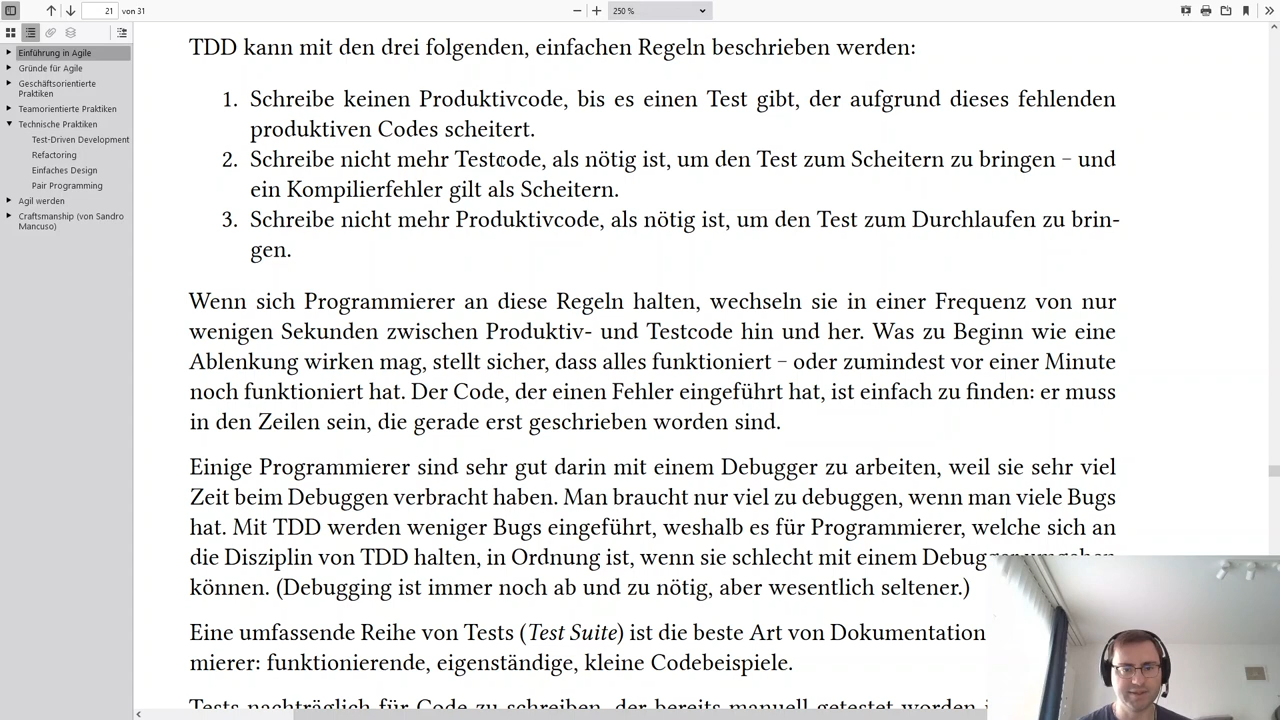 21 von 31
250 %
Einführung in Agile
Gründe für Agile
Geschäftsorientierte
Praktiken
Teamorientierte Praktiken
Technische Praktiken
Test-Driven Development
Refactoring
Einfaches Design
Pair Programming
Agil werden
Craftsmanship (von Sandro
Mancuso)
TDD kann mit den drei folgenden, einfachen Regeln beschrieben werden:
1. Schreibe keinen Produktivcode, bis es einen Test gibt, der aufgrund dieses fehlenden
produktiven Codes scheitert.
2. Schreibe nicht mehr Testcode, als nötig ist, um den Test zum Scheitern zu bringen – und
ein Kompilierfehler gilt als Scheitern.
3. Schreibe nicht mehr Produktivcode, als nötig ist, um den Test zum Durchlaufen zu brin-
gen.
Wenn sich Programmierer an diese Regeln halten, wechseln sie in einer Frequenz von nur
wenigen Sekunden zwischen Produktiv- und Testcode hin und her. Was zu Beginn wie eine
Ablenkung wirken mag, stellt sicher, dass alles funktioniert – oder zumindest vor einer Minute
noch funktioniert hat. Der Code, der einen Fehler eingeführt hat, ist einfach zu finden: er muss
in den Zeilen sein, die gerade erst geschrieben worden sind.
Einige Programmierer sind sehr gut darin mit einem Debugger zu arbeiten, weil sie sehr viel
Zeit beim Debuggen verbracht haben. Man braucht nur viel zu debuggen, wenn man viele Bugs
hat. Mit TDD werden weniger Bugs eingeführt, weshalb es für Programmierer, welche sich an
die Disziplin von TDD halten, in Ordnung ist, wenn sie schlecht mit einem Debugger umgehen
können. (Debugging ist immer noch ab und zu nötig, aber wesentlich seltener.)
Eine umfassende Reihe von Tests (Test Suite) ist die beste Art von Dokumentation
mierer: funktionierende, eigenständige, kleine Codebeispiele.
Tests nachträglich für Code zu schreiben, der bereits manuell getestet worden